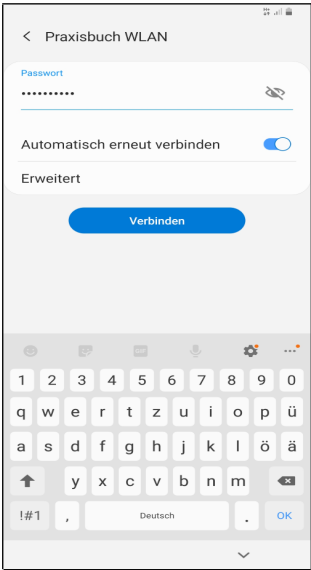 < Praxisbuch WLAN
Passwort
••••••••••
Automatisch erneut verbinden
Erweitert
Verbinden
GIF
1 2 3 4 5 6 7 8 9 0
q w e r t z u i o p ü
a s d f g h j k l ö ä
y x c v b n m
!#1 , Deutsch . OK